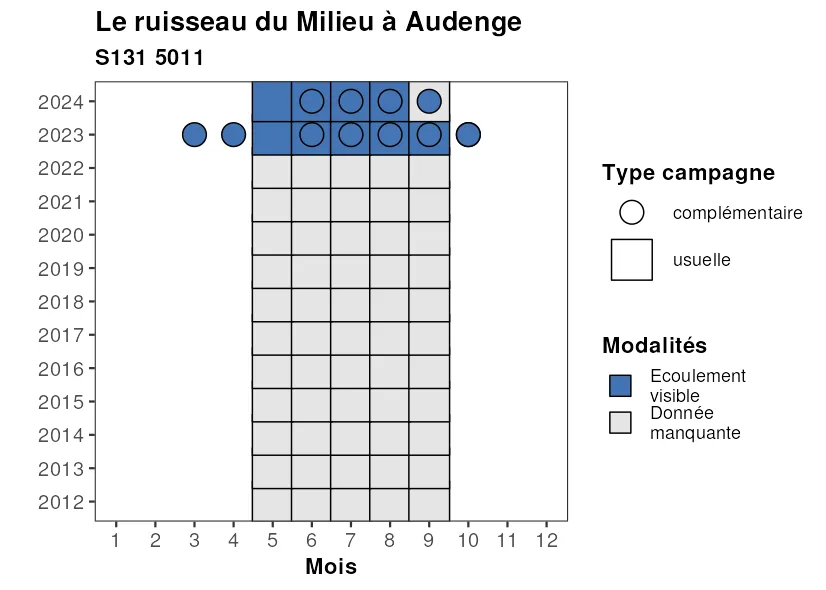 Le ruisseau du Milieu à Audenge
S131 5011
2024
2023
2022
2021
2020
2019
2018
2017
2016
2015
2014
2013
2012
1 2 3 4 5 6 7 8 9 10 11 12
Mois
Type campagne
complémentaire
usuelle
Modalités
Ecoulement
visible
Donnée
manquante